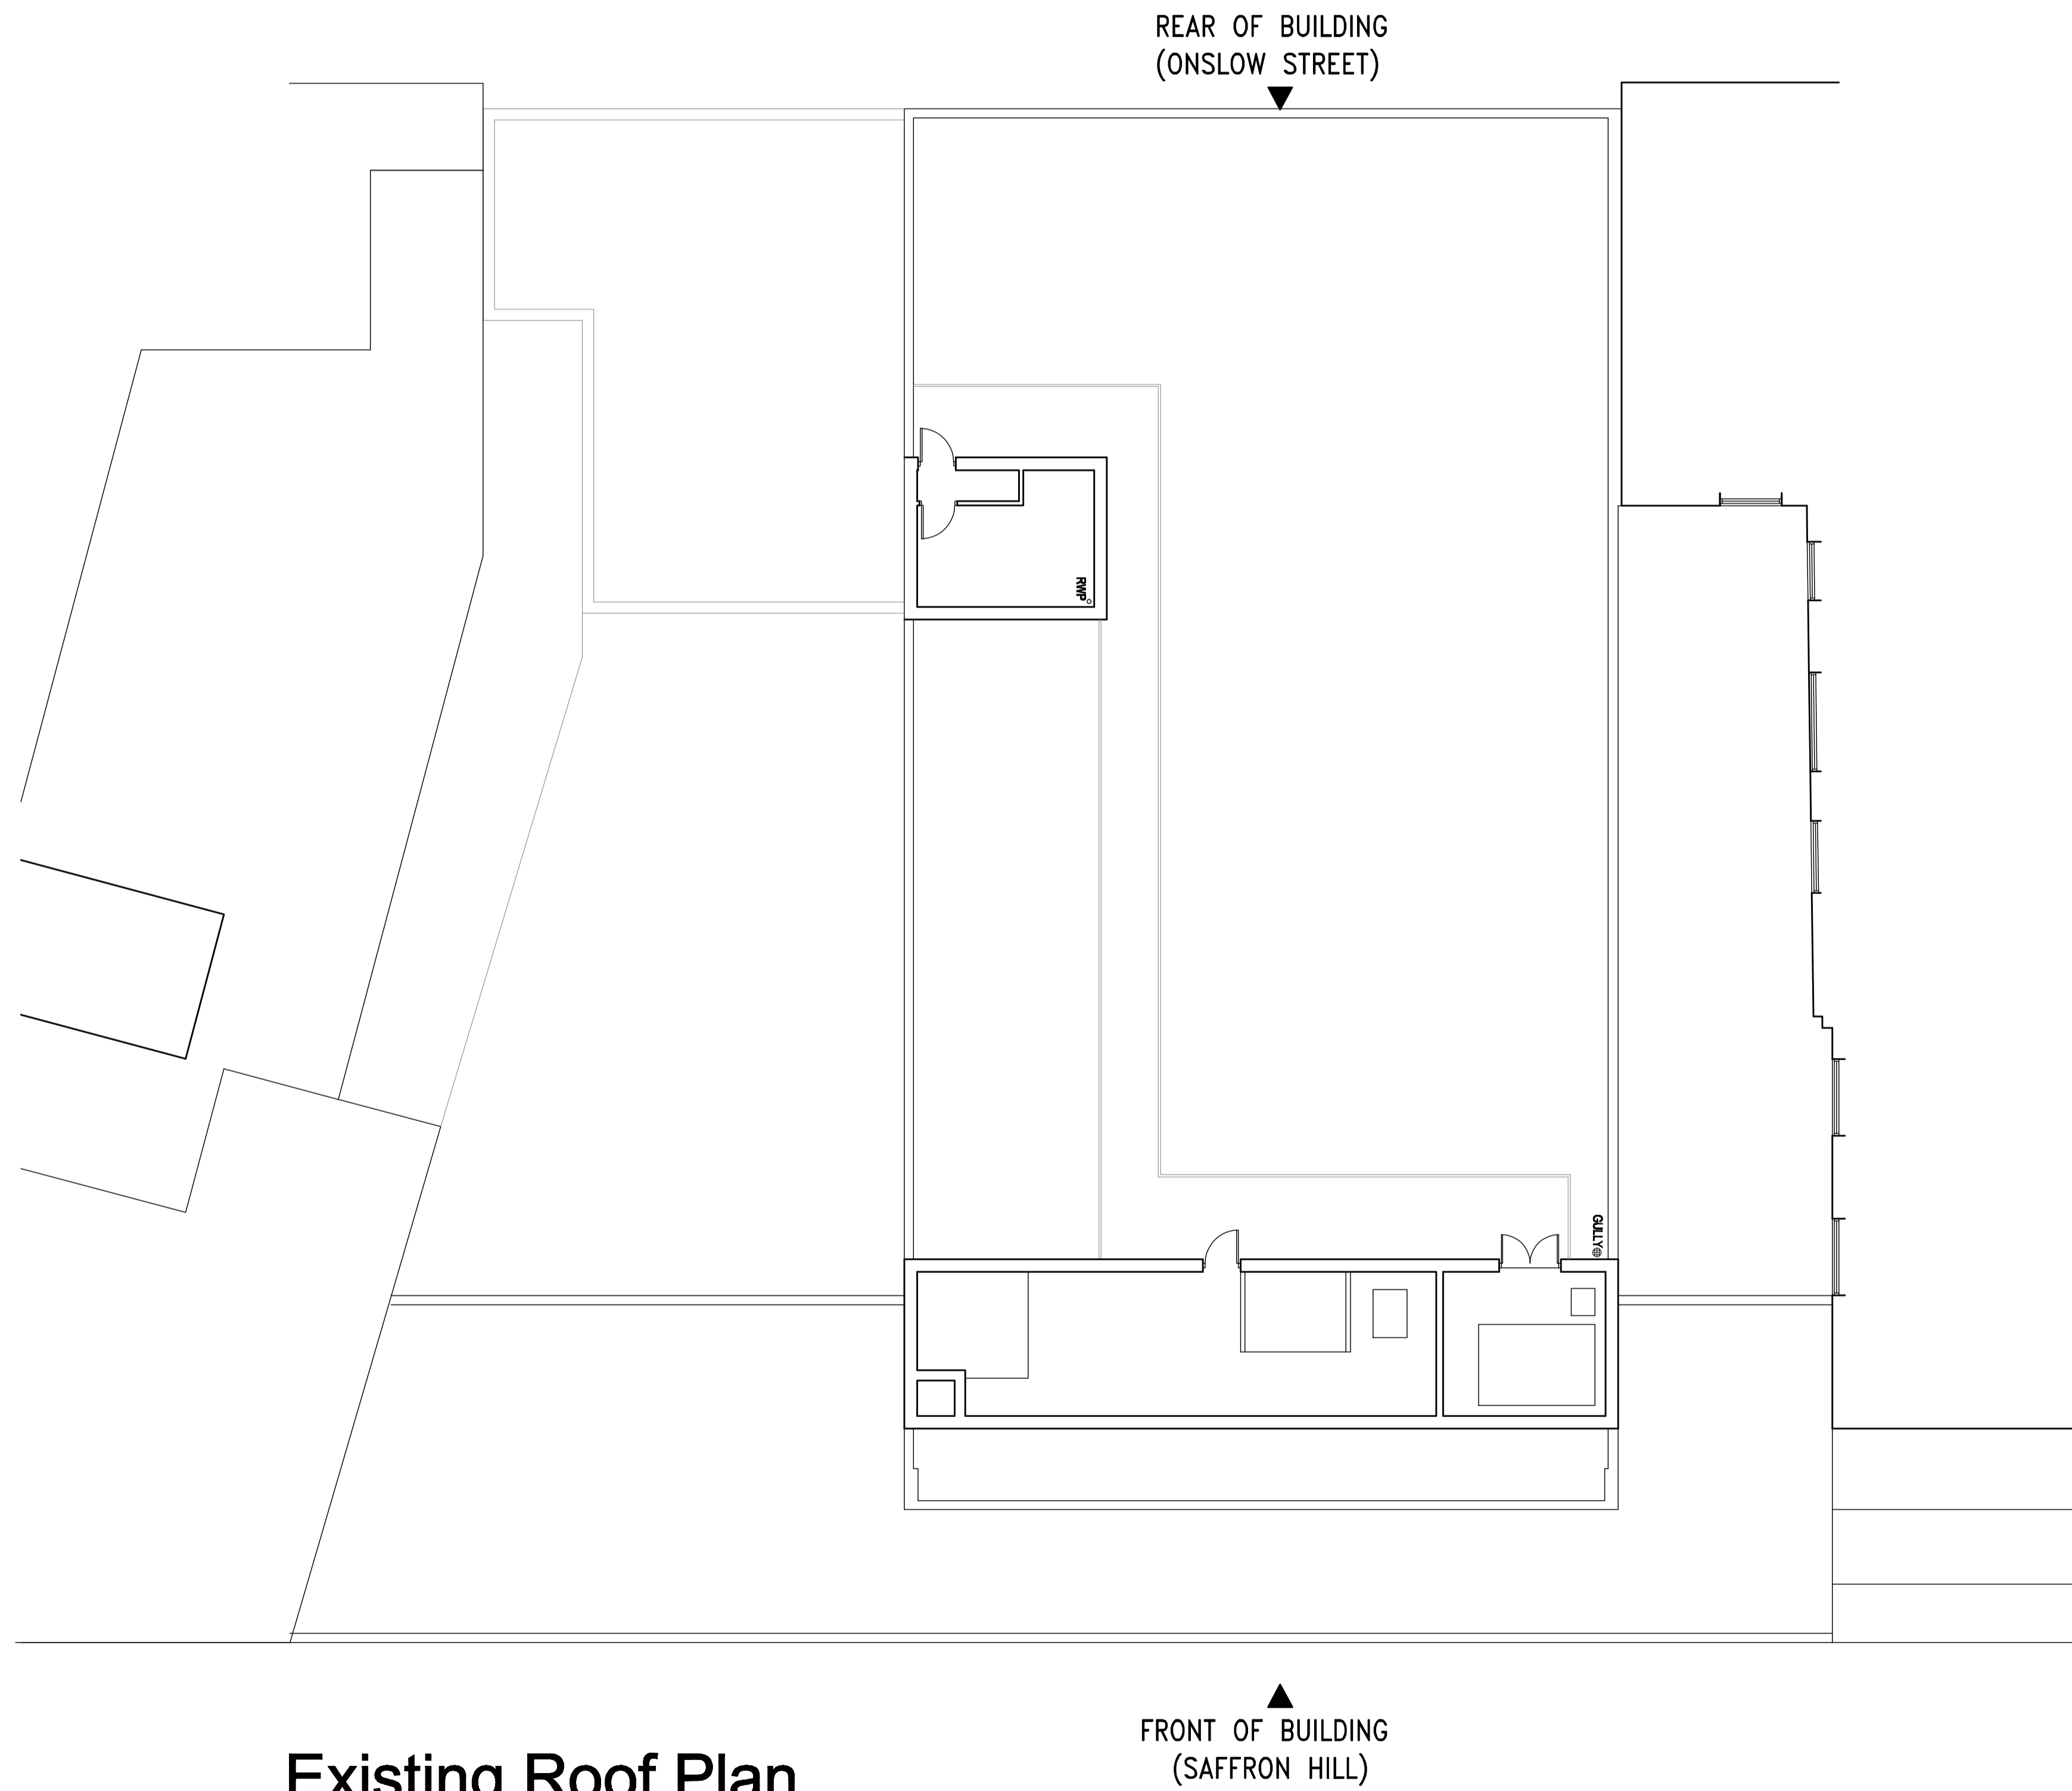 REAR OF BUILDING
(ONSLOW STREET)
RWP
GULLY
FRONT OF BUILDING
(SAFFRON HILL)
Existing Roof Plan